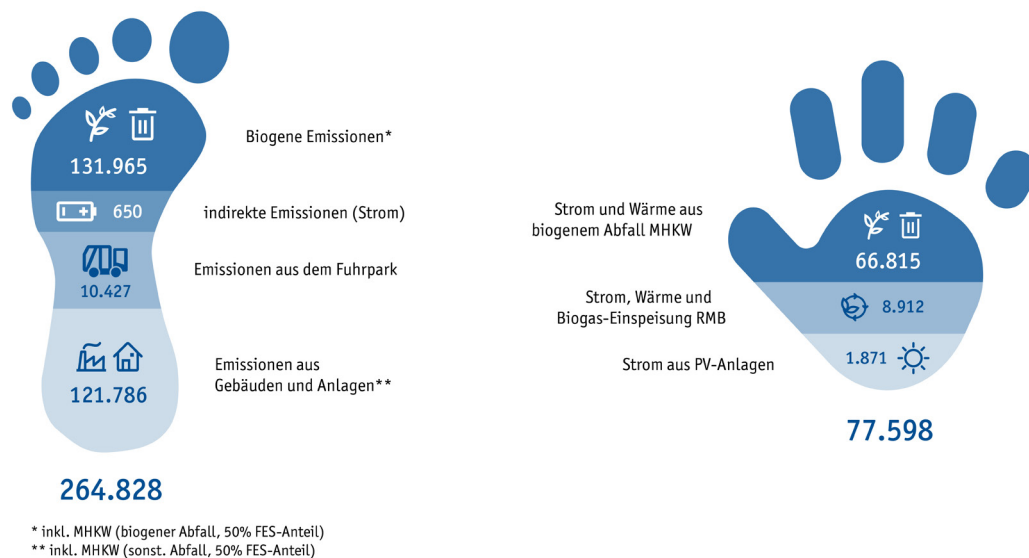 Biogene Emissionen*
131.965
650
indirekte Emissionen (Strom)
Emissionen aus dem Fuhrpark
10.427
Emissionen aus
Gebäuden und Anlagen**
121.786
264.828
* inkl. MHKW (biogener Abfall, 50% FES-Anteil)
** inkl. MHKW (sonst. Abfall, 50% FES-Anteil)
Strom und Wärme aus
biogenem Abfall MHKW
66.815
Strom, Wärme und
Biogas-Einspeisung RMB
8.912
Strom aus PV-Anlagen
1.871
77.598